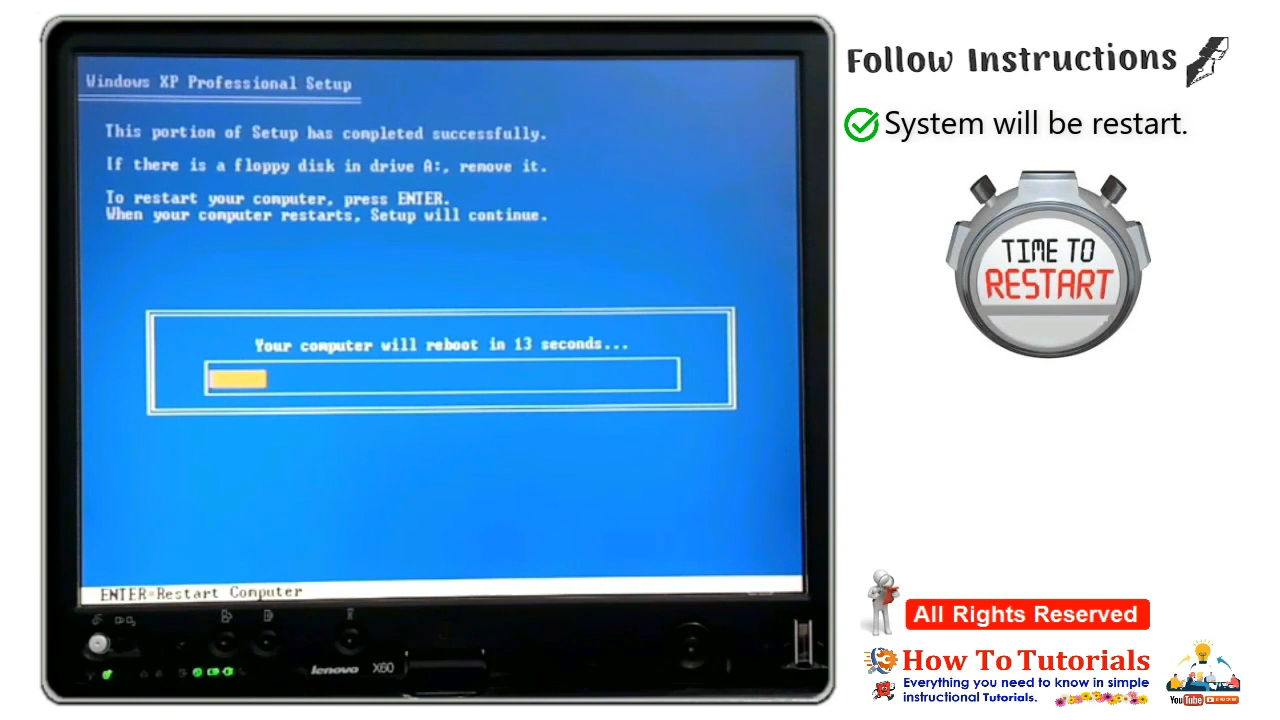 Windows XP Professional Setup
This portion of Setup has completed successfully.
If there is a floppy disk in drive A:, remove it.
To restart your computer, press ENTER.
When your computer restarts, Setup will continue.
Your computer will reboot in 13 seconds...
ENTER=Restart Computer
lenovo X60
Follow Instructions
System will be restart.
TIME TO
RESTART
All Rights Reserved
How To Tutorials
Everything you need to know in simple
instructional Tutorials.
YouTube